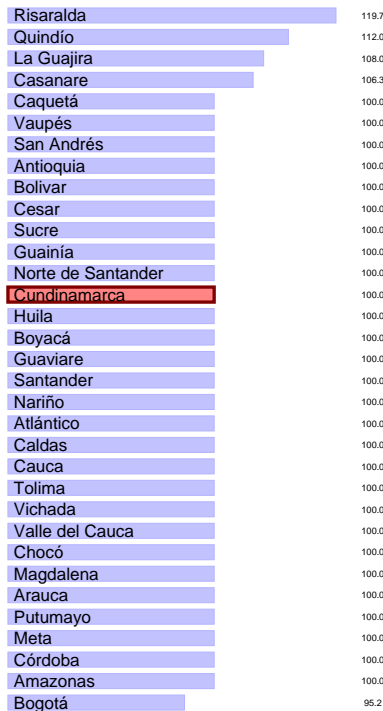 Risaralda 119.7
Quindío 112.0
La Guajira 108.0
Casanare 106.3
Caquetá 100.0
Vaupés 100.0
San Andrés 100.0
Antioquia 100.0
Bolivar 100.0
Cesar 100.0
Sucre 100.0
Guainía 100.0
Norte de Santander 100.0
Cundinamarca 100.0
Huila 100.0
Boyacá 100.0
Guaviare 100.0
Santander 100.0
Nariño 100.0
Atlántico 100.0
Caldas 100.0
Cauca 100.0
Tolima 100.0
Vichada 100.0
Valle del Cauca 100.0
Chocó 100.0
Magdalena 100.0
Arauca 100.0
Putumayo 100.0
Meta 100.0
Córdoba 100.0
Amazonas 100.0
Bogotá 95.2